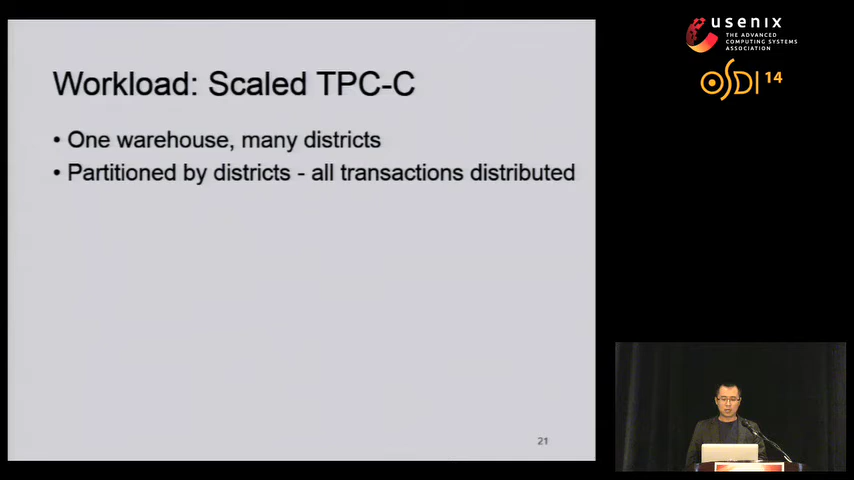 usenix
THE ADVANCED
COMPUTING SYSTEMS
ASSOCIATION
OSDI 14
Workload: Scaled TPC-C
• One warehouse, many districts
• Partitioned by districts - all transactions distributed
21